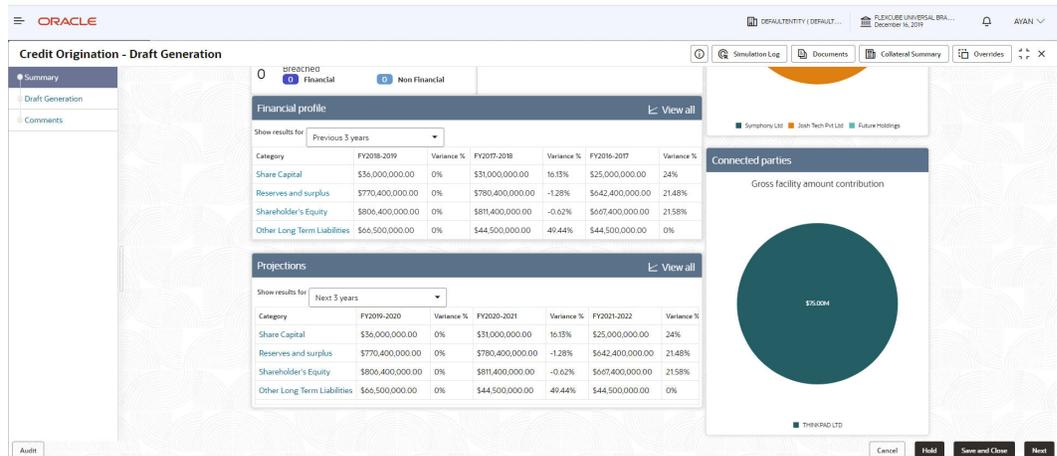 ORACLE
DEFAULTENTITY ( DEFAULT...
FLEXCUBE UNIVERSAL BRA...
December 16, 2019
AYAN
Credit Origination - Draft Generation
Simulation Log
Documents
Collateral Summary
Overrides
Summary
Draft Generation
Comments
0
Breached
0 Financial
0 Non Financial
Symphony Ltd Josh Tech Pvt Ltd Future Holdings
Financial profile
View all
Show results for Previous 3 years
Category FY2018-2019 Variance % FY2017-2018 Variance % FY2016-2017 Variance %
Share Capital $36,000,000.00 0% $31,000,000.00 16.13% $25,000,000.00 24%
Reserves and surplus $770,400,000.00 0% $780,400,000.00 -1.28% $642,400,000.00 21.48%
Shareholder's Equity $806,400,000.00 0% $811,400,000.00 -0.62% $667,400,000.00 21.58%
Other Long Term Liabilities $66,500,000.00 0% $44,500,000.00 49.44% $44,500,000.00 0%
Projections
View all
Show results for Next 3 years
Category FY2019-2020 Variance % FY2020-2021 Variance % FY2021-2022 Variance %
Share Capital $36,000,000.00 0% $31,000,000.00 16.13% $25,000,000.00 24%
Reserves and surplus $770,400,000.00 0% $780,400,000.00 -1.28% $642,400,000.00 21.48%
Shareholder's Equity $806,400,000.00 0% $811,400,000.00 -0.62% $667,400,000.00 21.58%
Other Long Term Liabilities $66,500,000.00 0% $44,500,000.00 49.44% $44,500,000.00 0%
Connected parties
Gross facility amount contribution
$75.00M
THINKPAD LTD
Audit
Cancel
Hold
Save and Close
Next